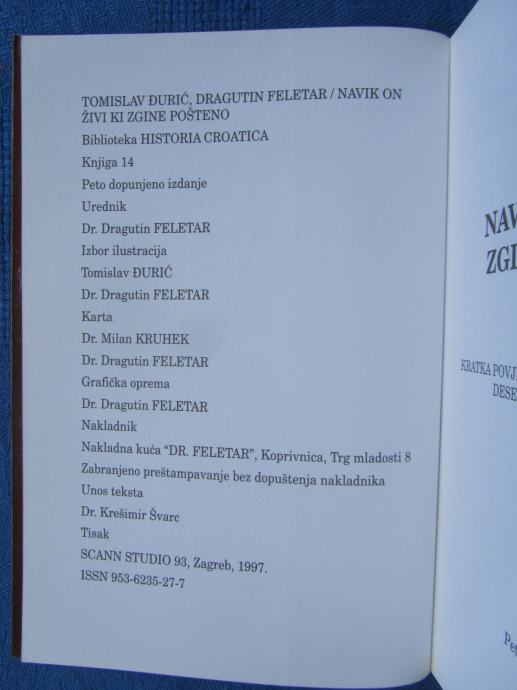 TOMISLAV ĐURIĆ, DRAGUTIN FELETAR / NAVIK ON
ŽIVI KI ZGINE POŠTENO
Biblioteka HISTORIA CROATICA
Knjiga 14
Peto dopunjeno izdanje
Urednik
Dr. Dragutin FELETAR
Izbor ilustracija
Tomislav ĐURIĆ
Dr. Dragutin FELETAR
Karta
Dr. Milan KRUHEK
Dr. Dragutin FELETAR
Grafička oprema
Dr. Dragutin FELETAR
Nakladnik
Nakladna kuća "DR. FELETAR", Koprivnica, Trg mladosti 8
Zabranjeno preštampavanje bez dopuštenja nakladnika
Unos teksta
Dr. Krešimir Švarc
Tisak
SCANN STUDIO 93, Zagreb, 1997.
ISSN 953-6235-27-7
KRATKA